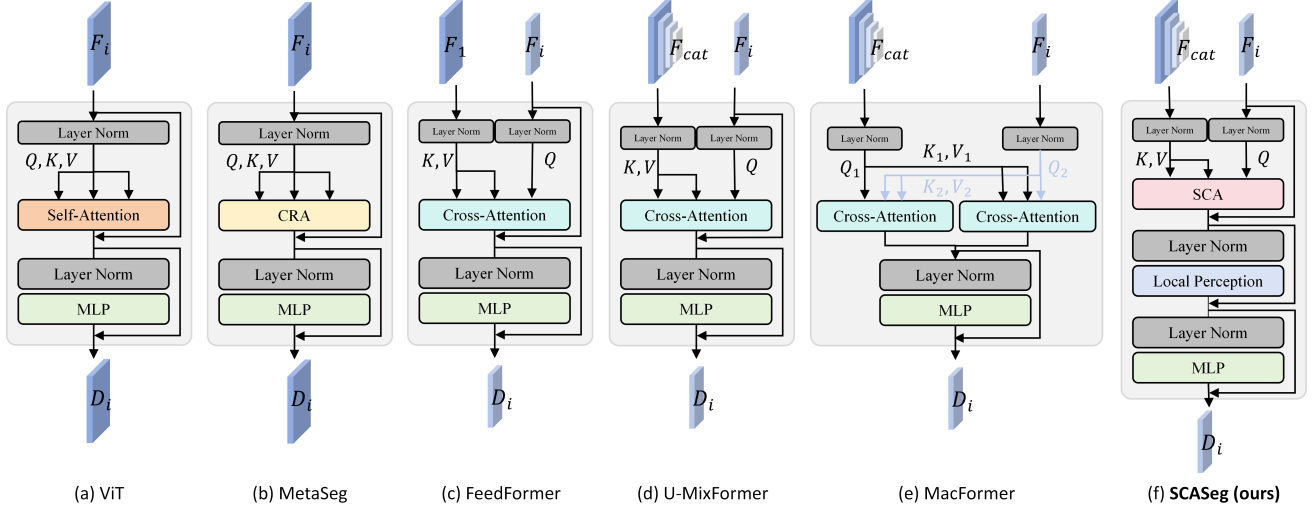 F_i
Layer Norm
Q, K, V
Self-Attention
Layer Norm
MLP
D_i
(a) ViT
F_i
Layer Norm
Q, K, V
CRA
Layer Norm
MLP
D_i
(b) MetaSeg
F_1
F_i
Layer Norm
Layer Norm
K, V
Q
Cross-Attention
Layer Norm
MLP
D_i
(c) FeedFormer
F_cat
F_i
Layer Norm
Layer Norm
K, V
Q
Cross-Attention
Layer Norm
MLP
D_i
(d) U-MixFormer
F_cat
F_i
Layer Norm
Layer Norm
K_1, V_1
Q_1
Q_2
K_2, V_2
Cross-Attention
Cross-Attention
Layer Norm
MLP
D_i
(e) MacFormer
F_cat
F_i
Layer Norm
Layer Norm
K, V
Q
SCA
Layer Norm
Local Perception
Layer Norm
MLP
D_i
(f) SCASeg (ours)